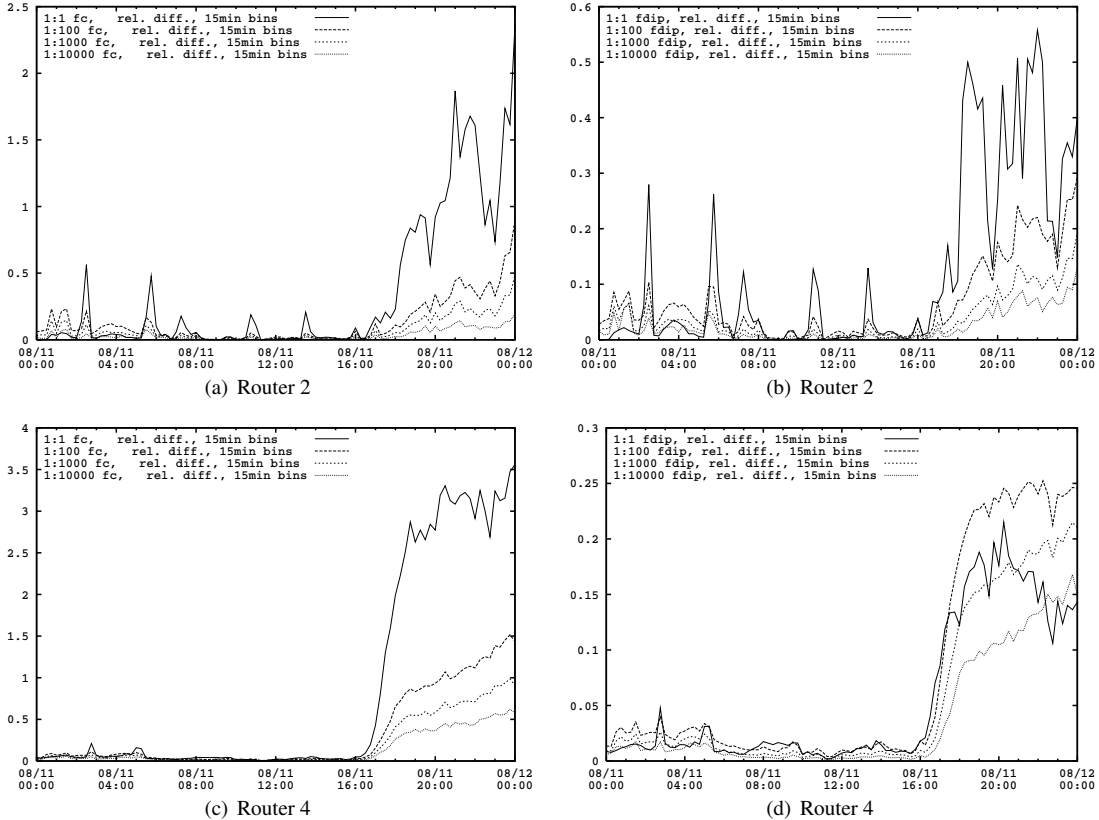 2.5
2
1.5
1
0.5
0
1:1 fc, rel. diff., 15min bins
1:100 fc, rel. diff., 15min bins
1:1000 fc, rel. diff., 15min bins
1:10000 fc, rel. diff., 15min bins
08/11 08/11 08/11 08/11 08/11 08/11 08/12
00:00 04:00 08:00 12:00 16:00 20:00 00:00
(a) Router 2
0.6
0.5
0.4
0.3
0.2
0.1
0
1:1 fdip, rel. diff., 15min bins
1:100 fdip, rel. diff., 15min bins
1:1000 fdip, rel. diff., 15min bins
1:10000 fdip, rel. diff., 15min bins
08/11 08/11 08/11 08/11 08/11 08/11 08/12
00:00 04:00 08:00 12:00 16:00 20:00 00:00
(b) Router 2
4
3.5
3
2.5
2
1.5
1
0.5
0
1:1 fc, rel. diff., 15min bins
1:100 fc, rel. diff., 15min bins
1:1000 fc, rel. diff., 15min bins
1:10000 fc, rel. diff., 15min bins
08/11 08/11 08/11 08/11 08/11 08/11 08/12
00:00 04:00 08:00 12:00 16:00 20:00 00:00
(c) Router 4
0.3
0.25
0.2
0.15
0.1
0.05
0
1:1 fdip, rel. diff., 15min bins
1:100 fdip, rel. diff., 15min bins
1:1000 fdip, rel. diff., 15min bins
1:10000 fdip, rel. diff., 15min bins
08/11 08/11 08/11 08/11 08/11 08/11 08/12
00:00 04:00 08:00 12:00 16:00 20:00 00:00
(d) Router 4